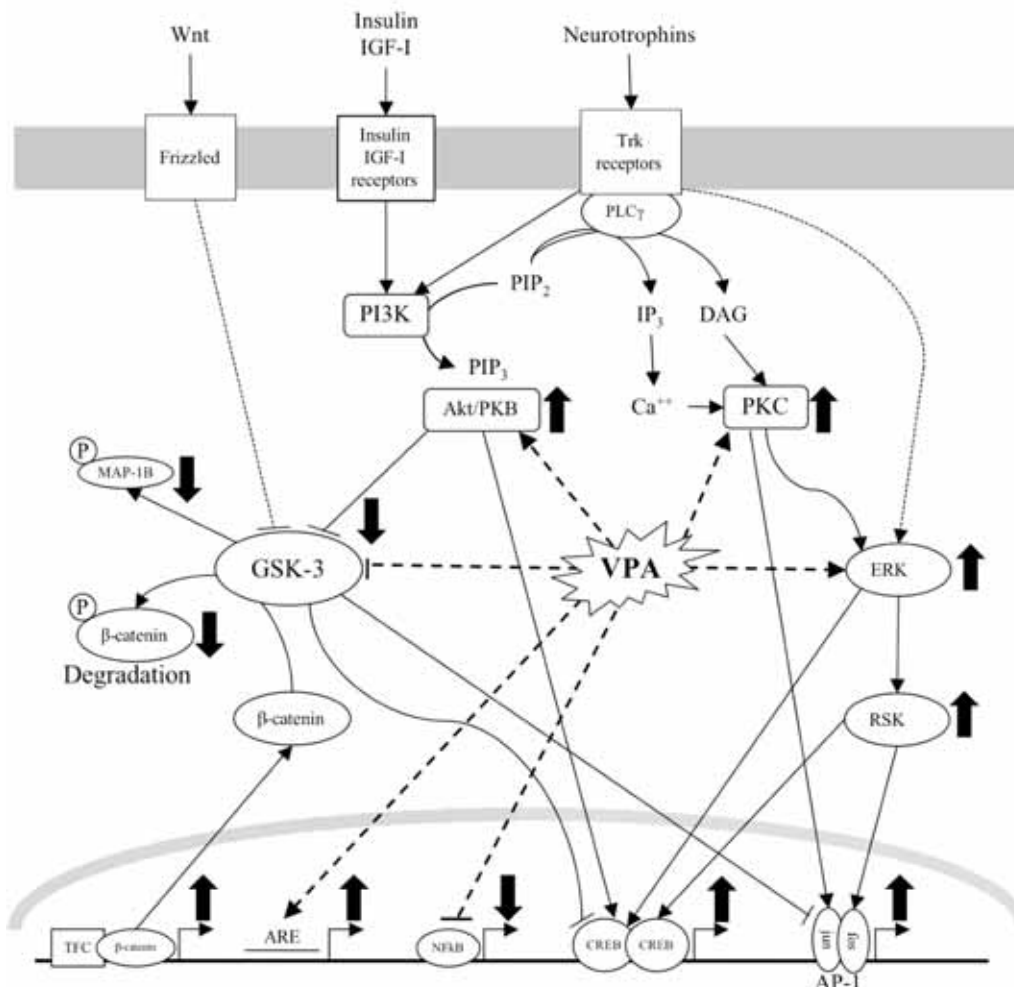 Wnt
Insulin
IGF-I
Neurotrophins
Frizzled
Insulin
IGF-I
receptors
Trk
receptors
PLCγ
PIP2
PI3K
IP3
DAG
PIP3
Akt/PKB
Ca++
PKC
P
MAP-1B
GSK-3
VPA
ERK
P
β-catenin
Degradation
β-catenin
RSK
TFC
β-catenin
ARE
NFkB
CREB
CREB
jun
fos
AP-1